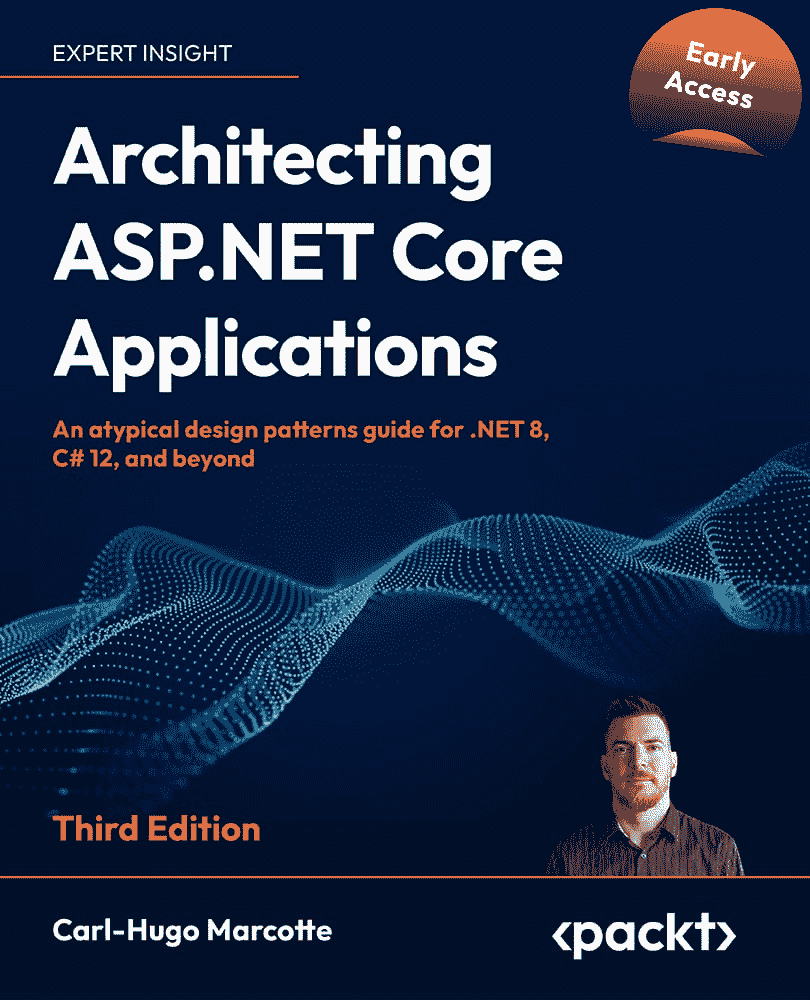 EXPERT INSIGHT
Early
Access
Architecting
ASP.NET Core
Applications
An atypical design patterns guide for .NET 8,
C# 12, and beyond
Third Edition
Carl-Hugo Marcotte
<packt>